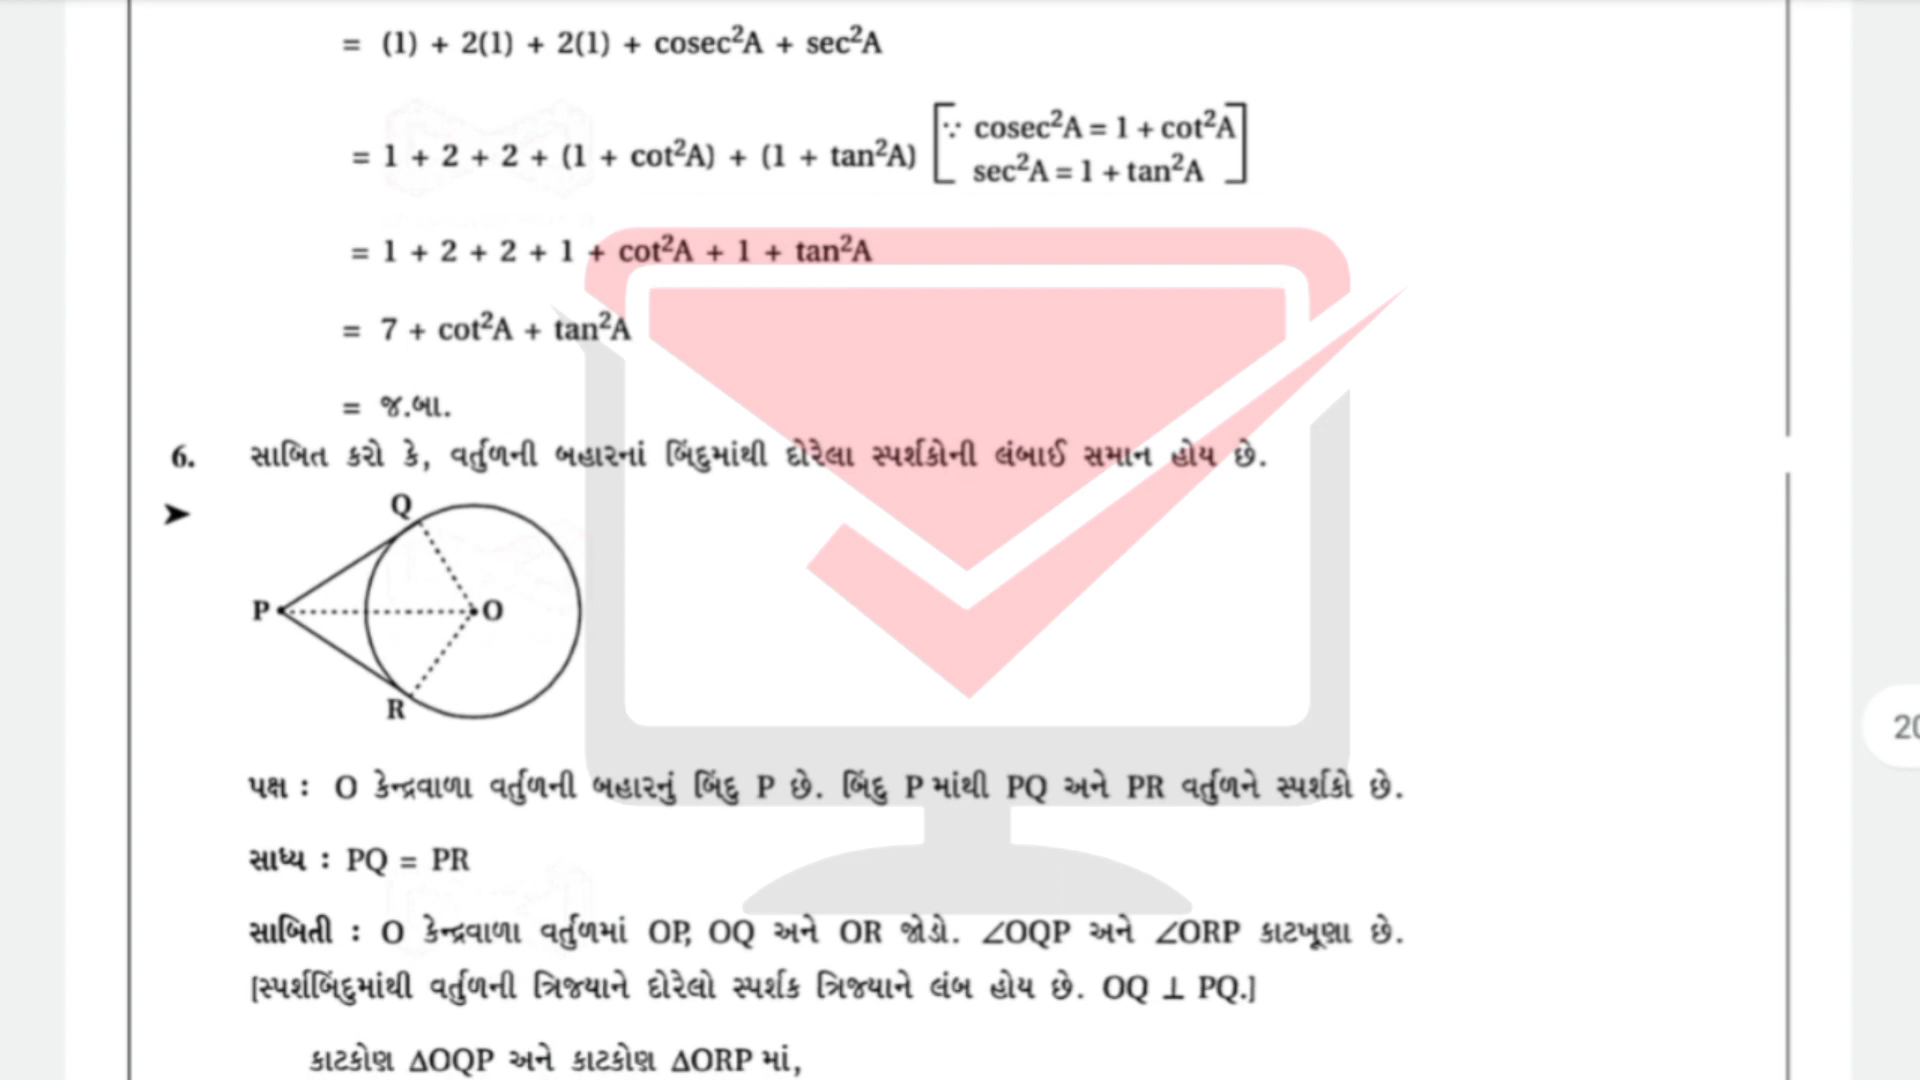 = (1) + 2(1) + 2(1) + cosec²A + sec²A
= 1 + 2 + 2 + (1 + cot²A) + (1 + tan²A) [∵ cosec²A = 1 + cot²A
sec²A = 1 + tan²A]
= 1 + 2 + 2 + 1 + cot²A + 1 + tan²A
= 7 + cot²A + tan²A
= જ.બા.
6. સાબિત કરો કે, વર્તુળની બહારનાં બિંદુમાંથી દોરેલા સ્પર્શકોની લંબાઈ સમાન હોય છે.
➤
Q
P
O
R
પક્ષ : O કેન્દ્રવાળા વર્તુળની બહારનું બિંદુ P છે. બિંદુ P માંથી PQ અને PR વર્તુળને સ્પર્શકો છે.
સાધ્ય : PQ = PR
સાબિતી : O કેન્દ્રવાળા વર્તુળમાં OP, OQ અને OR જોડો. ∠OQP અને ∠ORP કાટખૂણા છે.
[સ્પર્શબિંદુમાંથી વર્તુળની ત્રિજ્યાને દોરેલો સ્પર્શક ત્રિજ્યાને લંબ હોય છે. OQ ⊥ PQ.]
કાટકોણ ΔOQP અને કાટકોણ ΔORP માં,